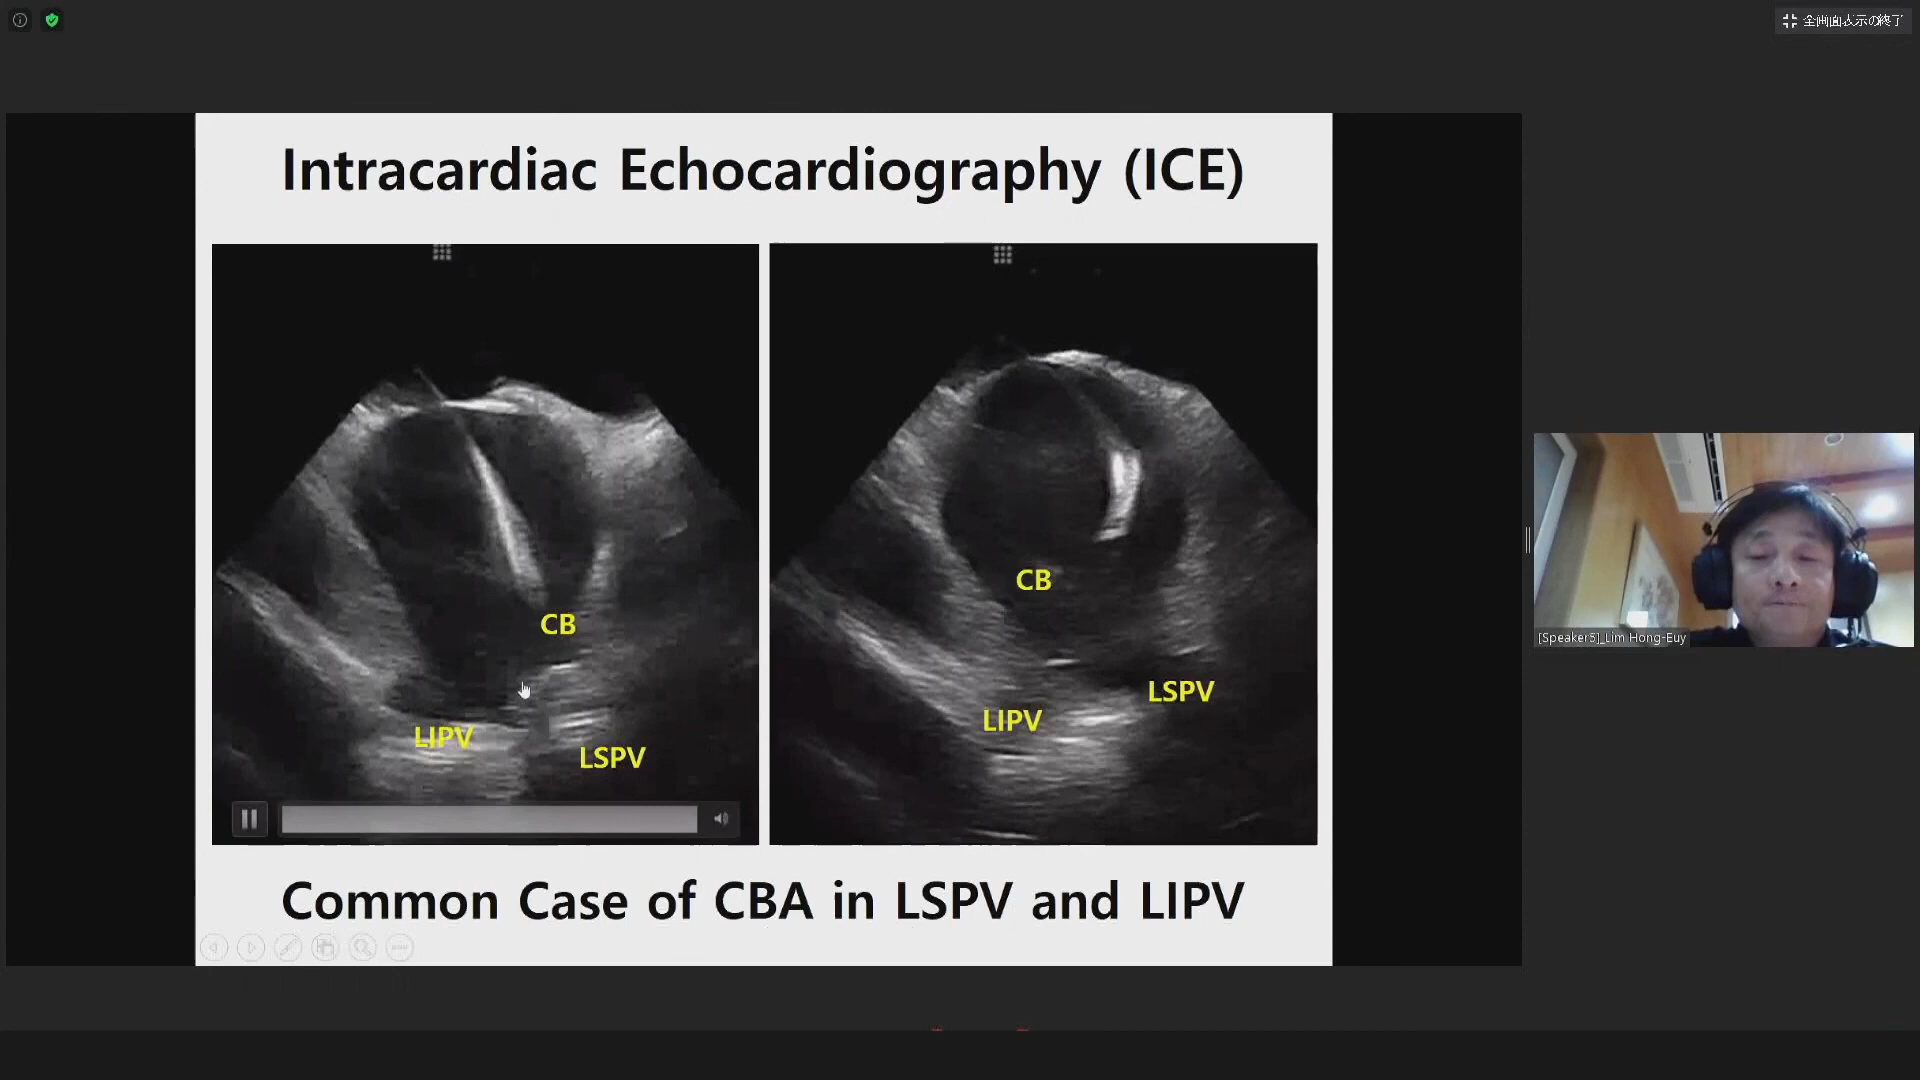 全画面表示の終了
Intracardiac Echocardiography (ICE)
CB
LIPV
LSPV
CB
LIPV
LSPV
Common Case of CBA in LSPV and LIPV
[Speaker5]_Lim Hong-Euy